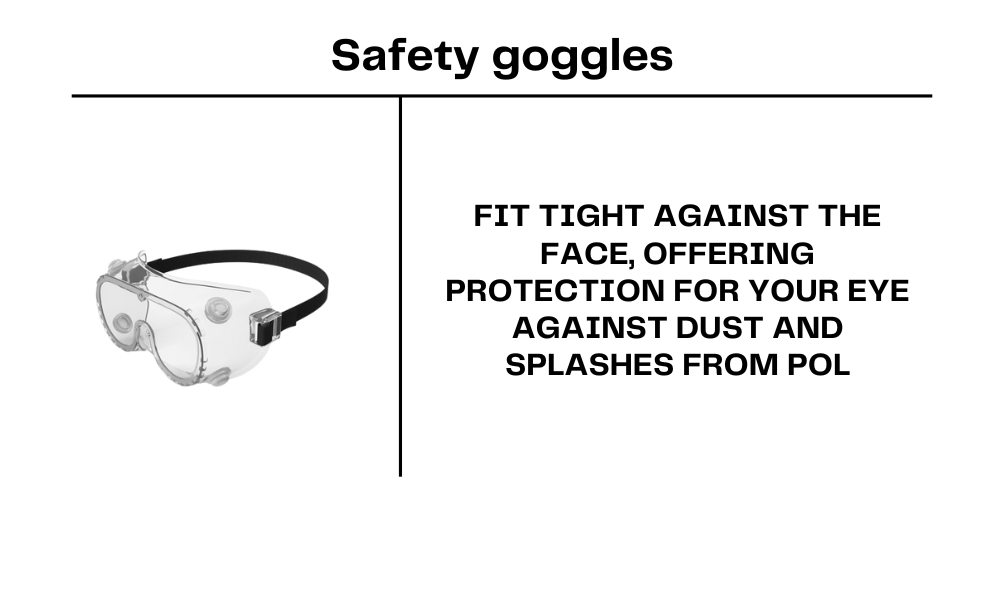 Safety goggles
FIT TIGHT AGAINST THE
FACE, OFFERING
PROTECTION FOR YOUR EYE
AGAINST DUST AND
SPLASHES FROM POL